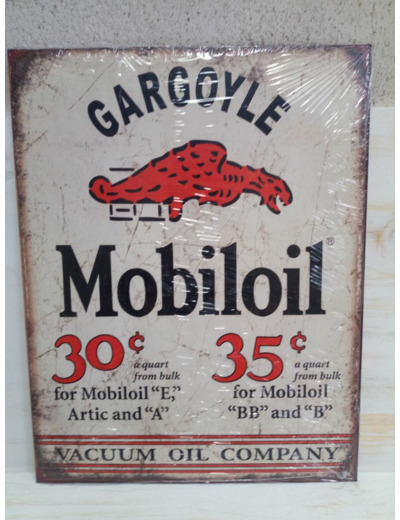 GARGOYLE
Mobiloil®
30¢ a quart from bulk
for Mobiloil "E,"
Artic and "A"
35¢ a quart from bulk
for Mobiloil
"BB" and "B"
VACUUM OIL COMPANY